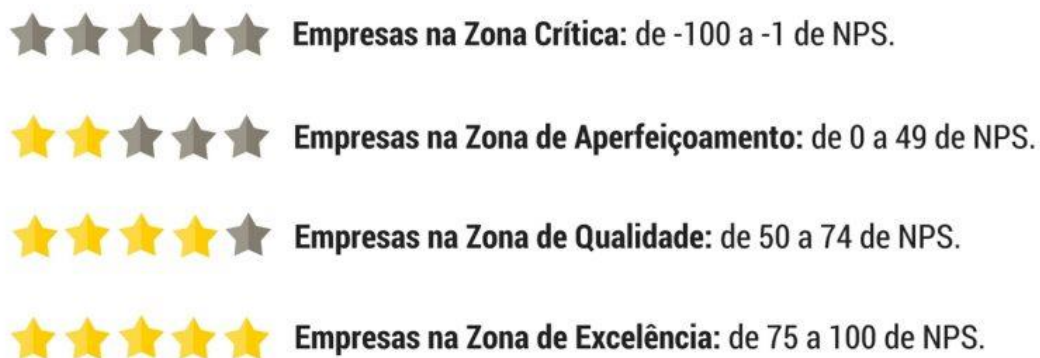 Empresas na Zona Crítica: de -100 a -1 de NPS.
Empresas na Zona de Aperfeiçoamento: de 0 a 49 de NPS.
Empresas na Zona de Qualidade: de 50 a 74 de NPS.
Empresas na Zona de Excelência: de 75 a 100 de NPS.